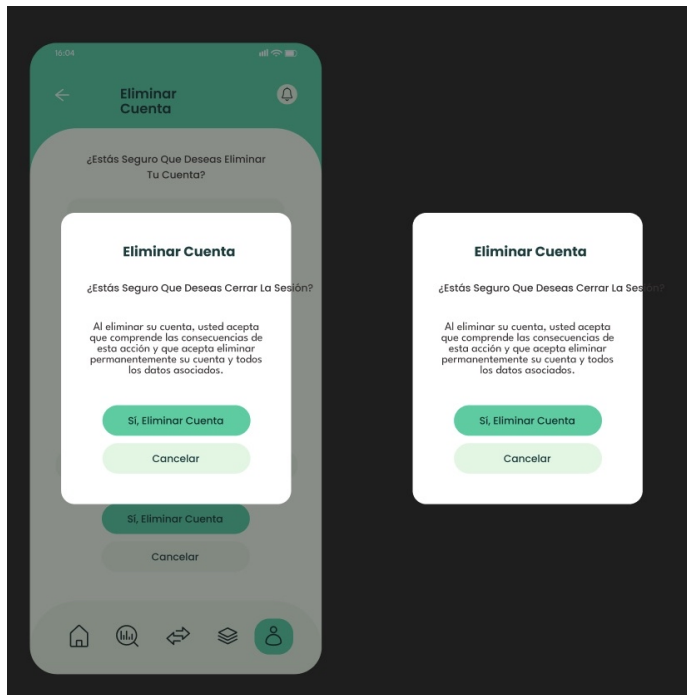 16:04
Eliminar
Cuenta
¿Estás Seguro Que Deseas Eliminar
Tu Cuenta?
Eliminar Cuenta
¿Estás Seguro Que Deseas Cerrar La Sesión?
Al eliminar su cuenta, usted acepta
que comprende las consecuencias de
esta acción y que acepta eliminar
permanentemente su cuenta y todos
los datos asociados.
Sí, Eliminar Cuenta
Cancelar
Sí, Eliminar Cuenta
Cancelar
Eliminar Cuenta
¿Estás Seguro Que Deseas Cerrar La Sesión?
Al eliminar su cuenta, usted acepta
que comprende las consecuencias de
esta acción y que acepta eliminar
permanentemente su cuenta y todos
los datos asociados.
Sí, Eliminar Cuenta
Cancelar